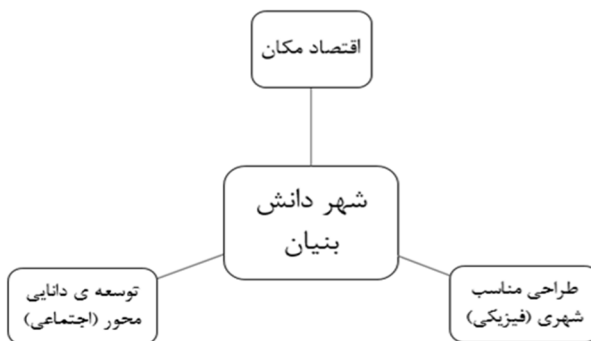 اقتصاد مکان
شهر دانش
بنیان
طراحی مناسب
شهری (فیزیکی)
توسعه ی دانایی
محور (اجتماعی)